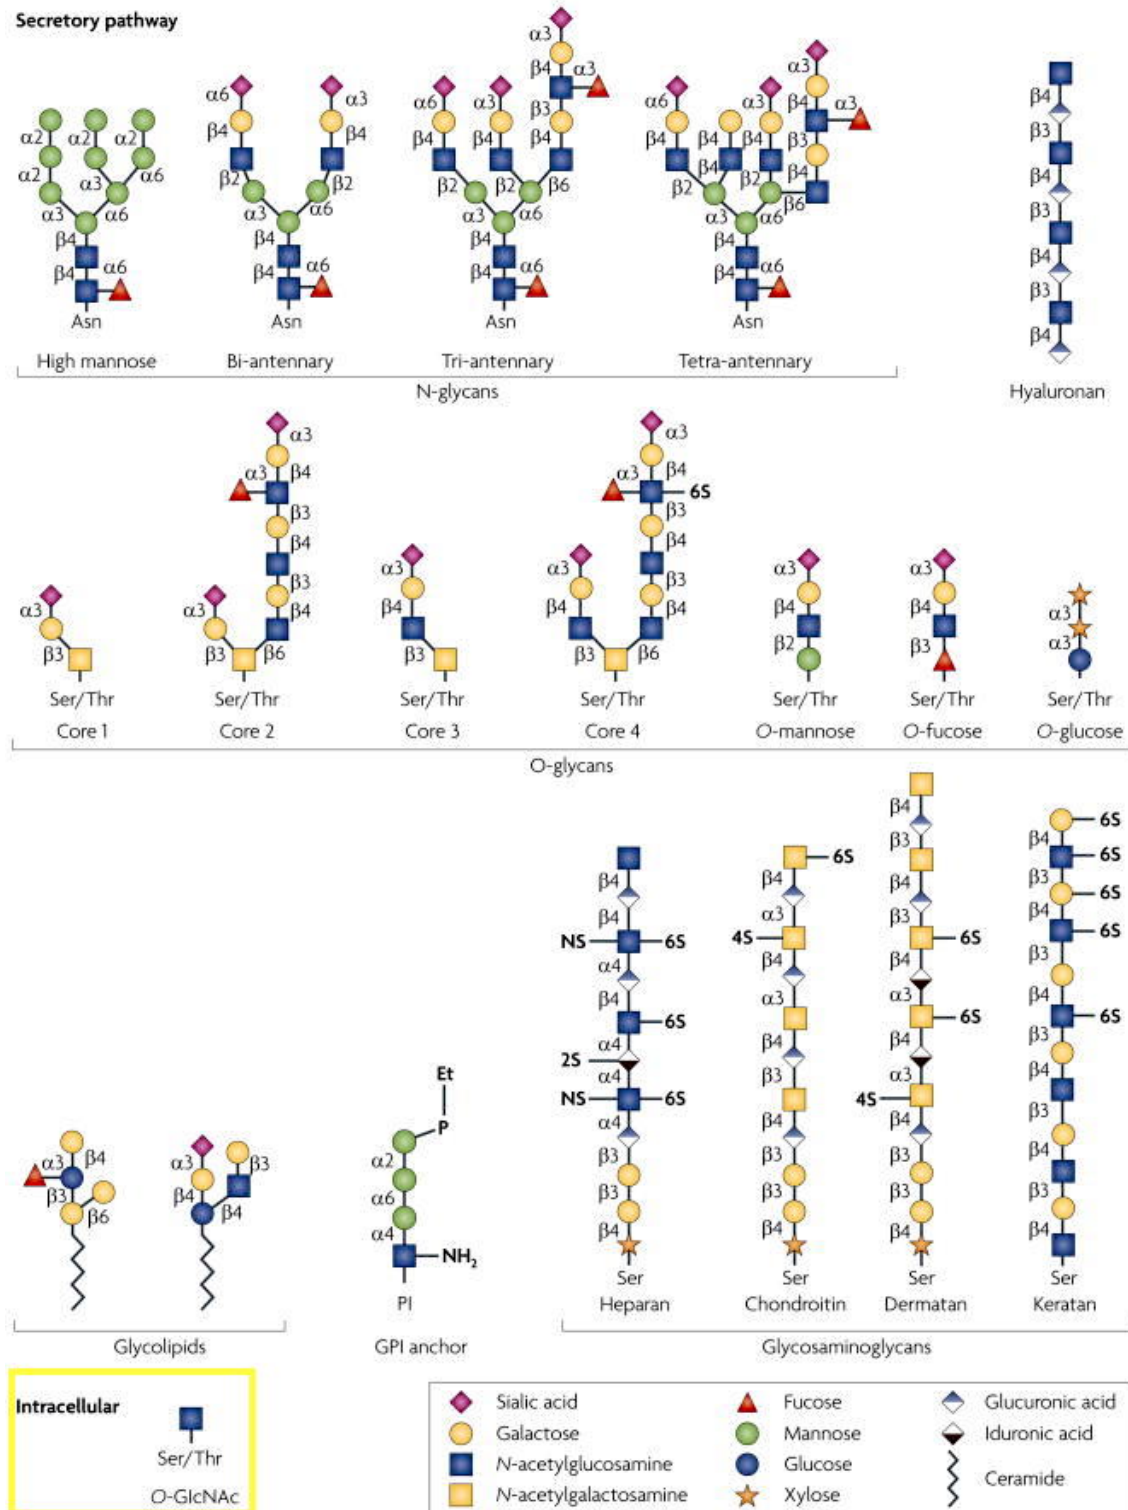 Secretory pathway
α2 α2 α2
α2 α3 α6
α3 α6
β4
β4 α6
Asn
High mannose
α6 α3
β4 β4
β2 β2
α3 α6
β4
β4 α6
Asn
Bi-antennary
α3
β4 α3
α6 α3 β3
β4 β4 β4
β2 β2 β6
α3 α6
β4
β4 α6
Asn
Tri-antennary
α3
β4 α3
α6 α3 β3
β4 β4 β4 β4
β4
β2 β2 β6
α3 α6
β4
β4 α6
Asn
Tetra-antennary
N-glycans
β4
β3
β4
β3
β4
β3
β4
Hyaluronan
α3
β3
Ser/Thr
Core 1
α3
α3 β4
β3
β4
β3
α3 β4
β3 β6
Ser/Thr
Core 2
α3
β4
β3
Ser/Thr
Core 3
α3
α3 β4
6S
β3
β4
α3 β3
β4 β4
β3 β6
Ser/Thr
Core 4
α3
β4
β2
Ser/Thr
O-mannose
α3
β4
β3
Ser/Thr
O-fucose
α3
α3
Ser/Thr
O-glucose
O-glycans
α3 β4
β3 β6
α3 β3
β4 β4
Glycolipids
Et
P
α2
α6
α4
NH2
PI
GPI anchor
β4
β4
NS 6S
α4
β4
6S
α4
2S
α4
NS 6S
α4
β3
β3
β4
Ser
Heparan
6S
β4
α3
4S
β4
α3
β4
β3
β4
β3
β3
β4
Ser
Chondroitin
β4
β3
β4
β3
6S
β4
α3
6S
β4
α3
4S
β4
β3
β3
β4
Ser
Dermatan
6S
β4
6S
β3
6S
β4
6S
β3
β4
6S
β3
β4
β3
β4
β3
β4
Ser
Keratan
Glycosaminoglycans
Intracellular
Ser/Thr
O-GlcNAc
Sialic acid
Galactose
N-acetylglucosamine
N-acetylgalactosamine
Fucose
Mannose
Glucose
Xylose
Glucuronic acid
Iduronic acid
Ceramide